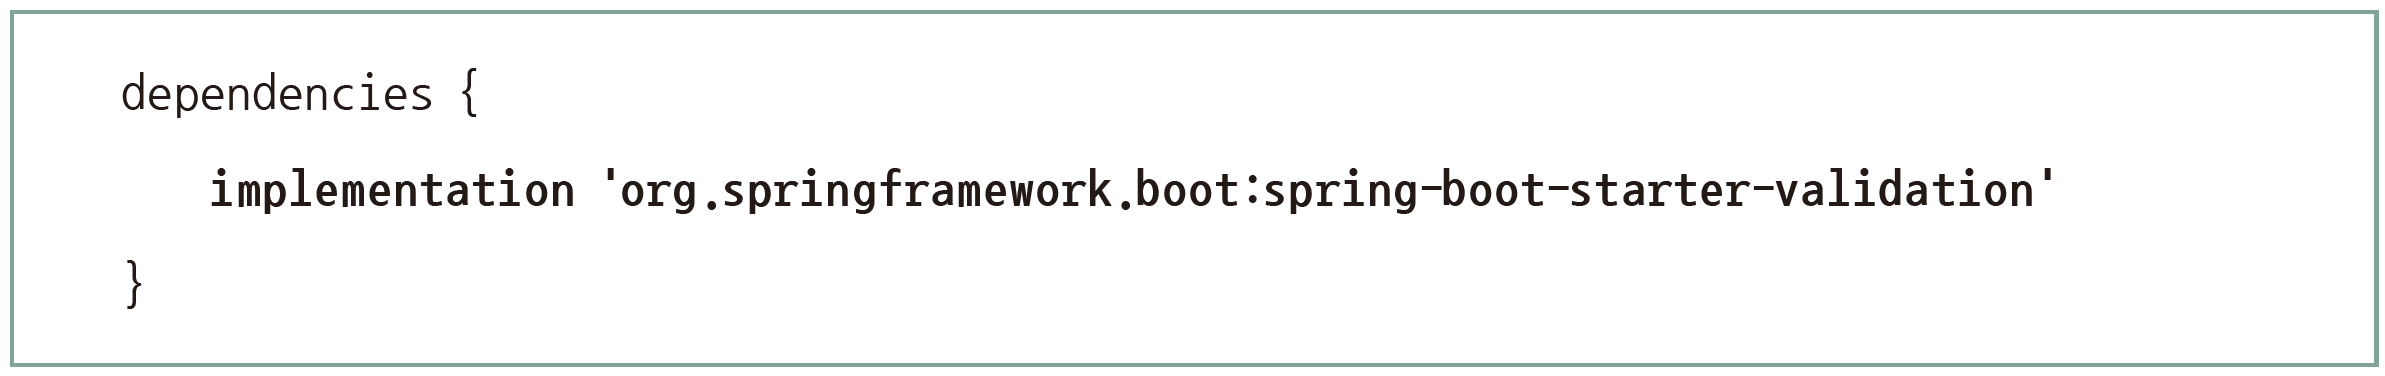 dependencies {
    implementation 'org.springframework.boot:spring-boot-starter-validation'
}